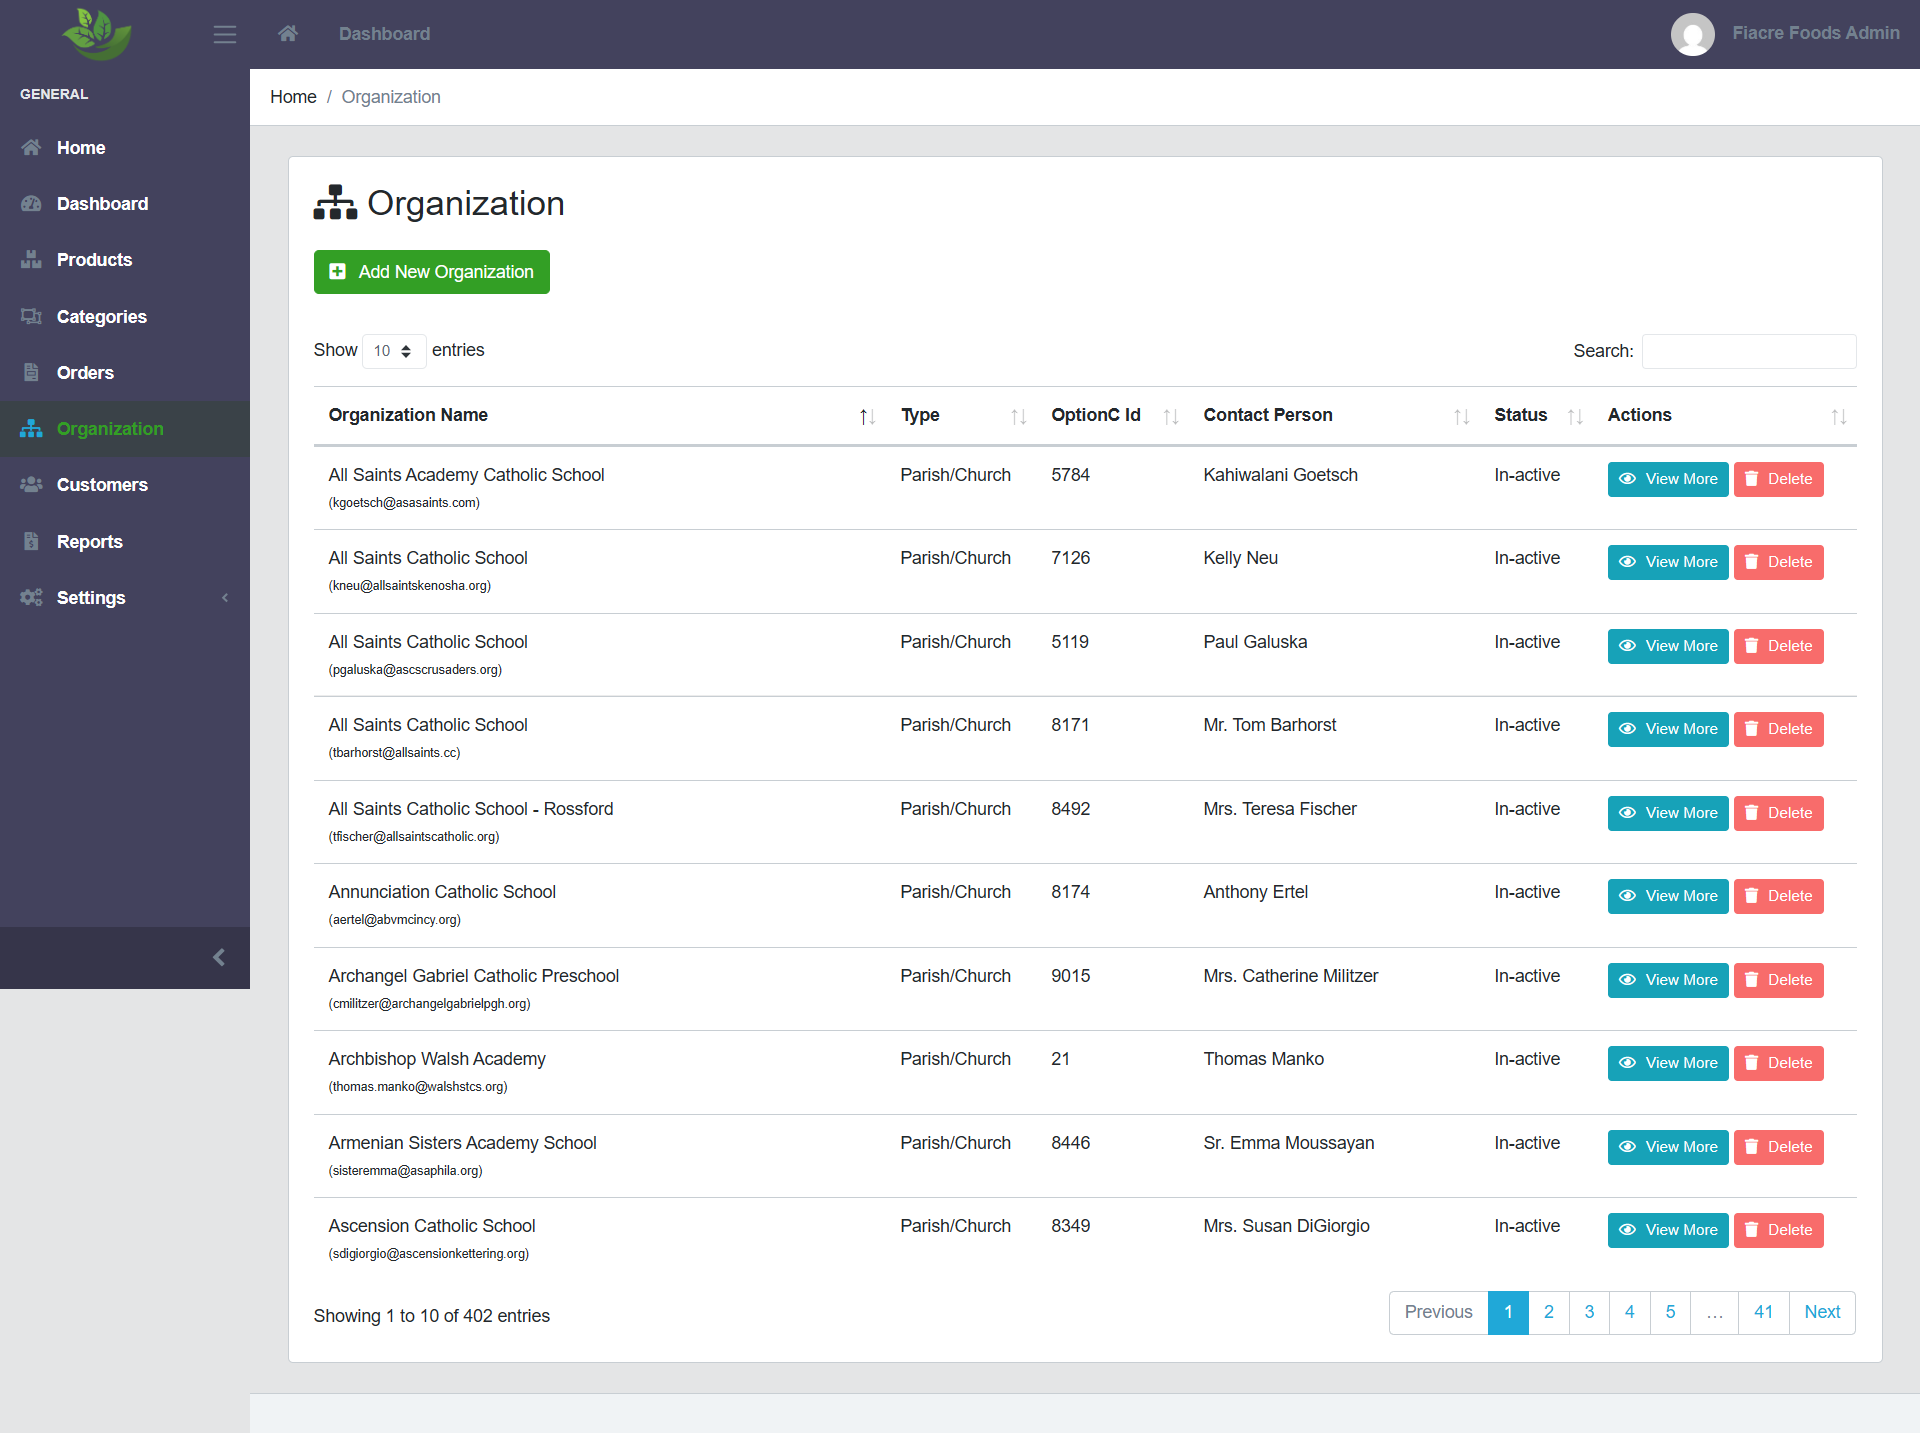 Dashboard
Fiacre Foods Admin
GENERAL
Home
Dashboard
Products
Categories
Orders
Organization
Customers
Reports
Settings
Home / Organization
Organization
Add New Organization
Show 10 entries
Search:
Organization Name Type OptionC Id Contact Person Status Actions
All Saints Academy Catholic School Parish/Church 5784 Kahiwalani Goetsch In-active View More Delete
(kgoetsch@asasaints.com)
All Saints Catholic School Parish/Church 7126 Kelly Neu In-active View More Delete
(kneu@allsaintskenosha.org)
All Saints Catholic School Parish/Church 5119 Paul Galuska In-active View More Delete
(pgaluska@ascscrusaders.org)
All Saints Catholic School Parish/Church 8171 Mr. Tom Barhorst In-active View More Delete
(tbarhorst@allsaints.cc)
All Saints Catholic School - Rossford Parish/Church 8492 Mrs. Teresa Fischer In-active View More Delete
(tfischer@allsaintscatholic.org)
Annunciation Catholic School Parish/Church 8174 Anthony Ertel In-active View More Delete
(aertel@abvmcincy.org)
Archangel Gabriel Catholic Preschool Parish/Church 9015 Mrs. Catherine Militzer In-active View More Delete
(cmilitzer@archangelgabrielpgh.org)
Archbishop Walsh Academy Parish/Church 21 Thomas Manko In-active View More Delete
(thomas.manko@walshstcs.org)
Armenian Sisters Academy School Parish/Church 8446 Sr. Emma Moussayan In-active View More Delete
(sisteremma@asaphila.org)
Ascension Catholic School Parish/Church 8349 Mrs. Susan DiGiorgio In-active View More Delete
(sdigiorgio@ascensionkettering.org)
Showing 1 to 10 of 402 entries
Previous 1 2 3 4 5 … 41 Next